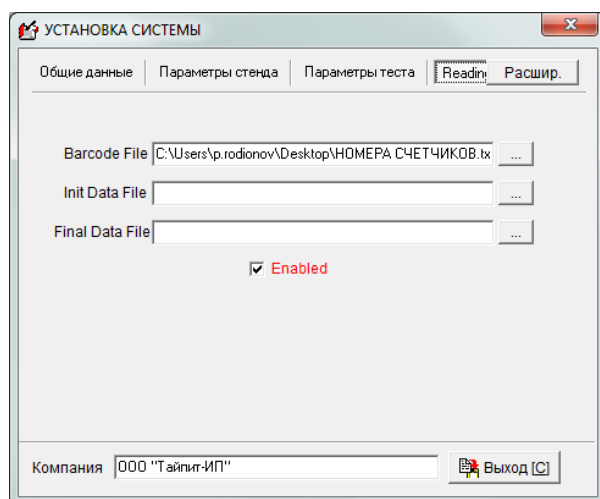 УСТАНОВКА СИСТЕМЫ
Общие данные Параметры стенда Параметры теста Reading Расшир.
Barcode File C:\Users\p.rodionov\Desktop\НОМЕРА СЧЕТЧИКОВ.tx ...
Init Data File ...
Final Data File ...
Enabled
Компания ООО "Тайпит-ИП" Выход [C]